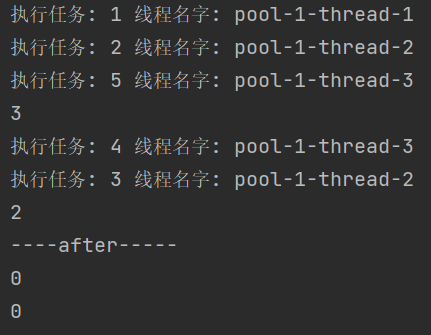 执行任务: 1 线程名字: pool-1-thread-1
执行任务: 2 线程名字: pool-1-thread-2
执行任务: 5 线程名字: pool-1-thread-3
3
执行任务: 4 线程名字: pool-1-thread-3
执行任务: 3 线程名字: pool-1-thread-2
2
----after-----
0
0